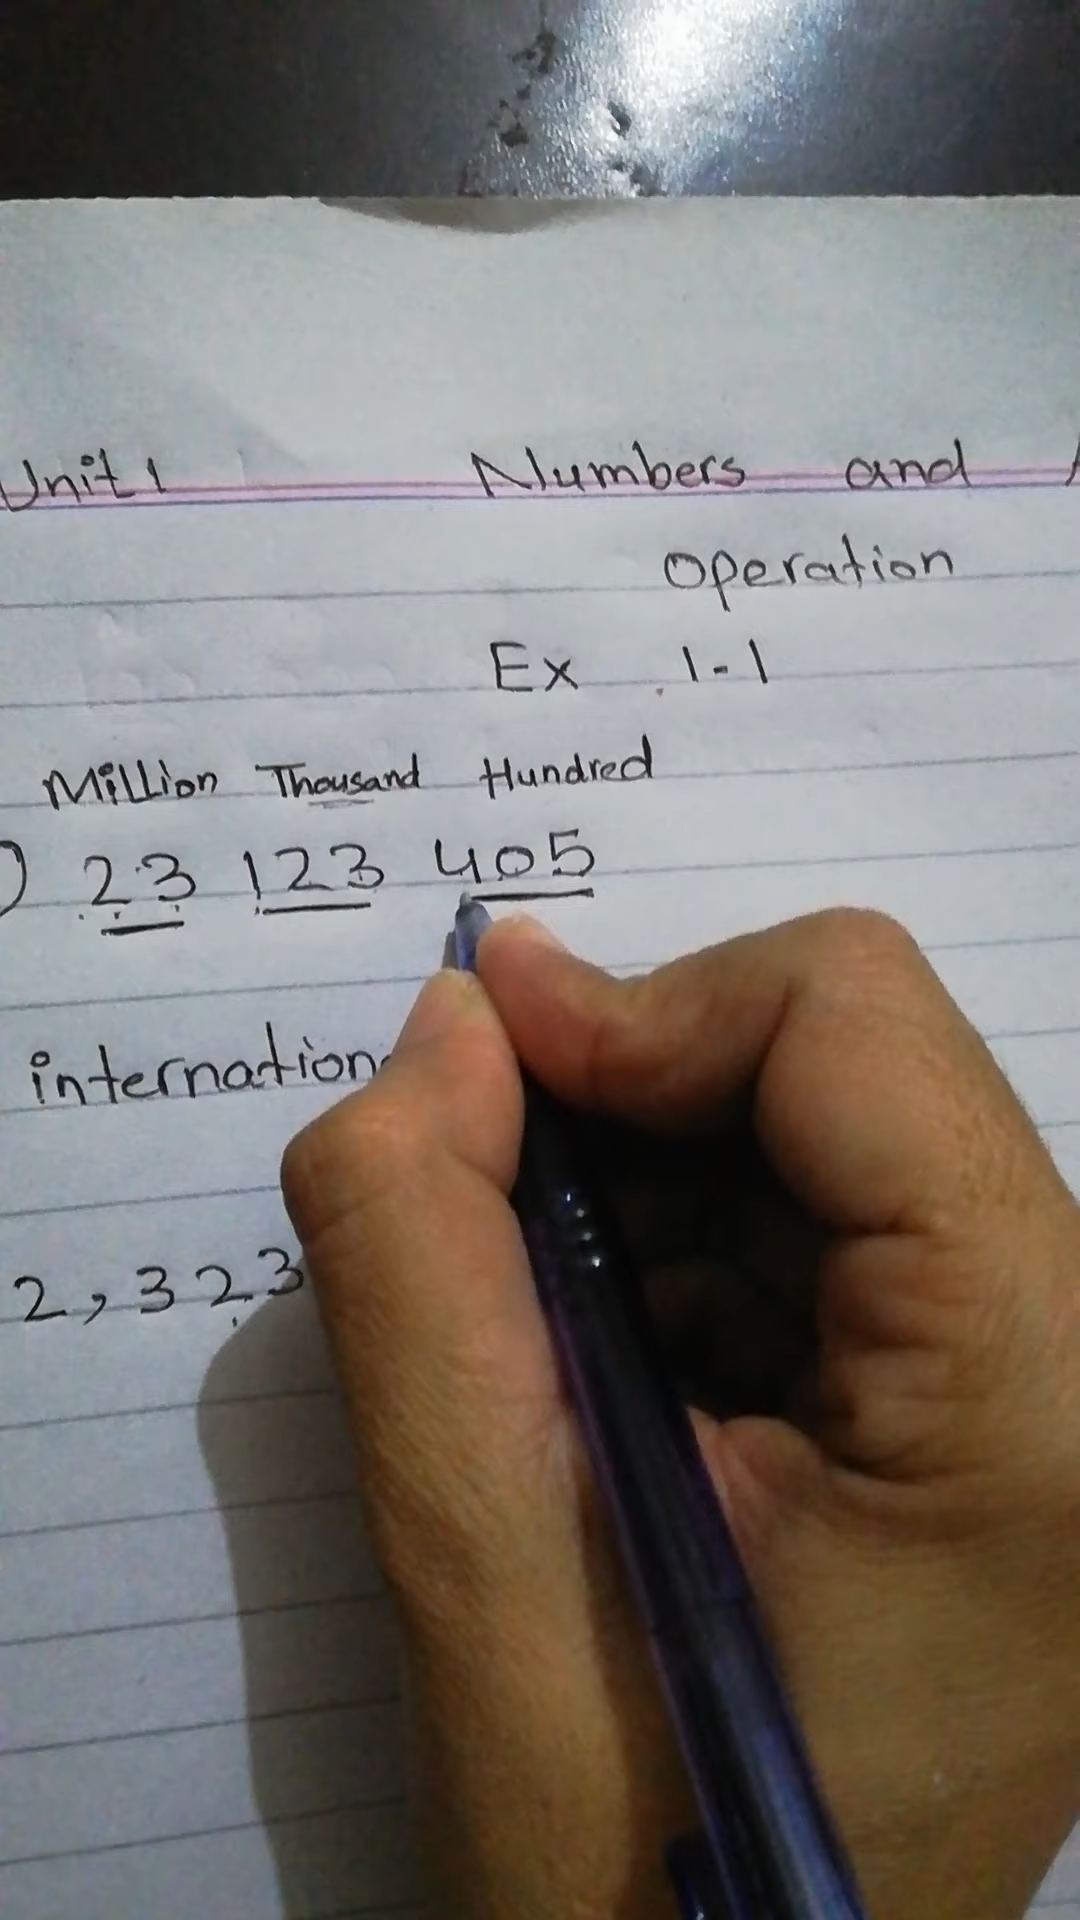 Unit 1 Numbers and
Operation
Ex 1-1
Million Thousand Hundred
) 23 123 405
internation
2, 323